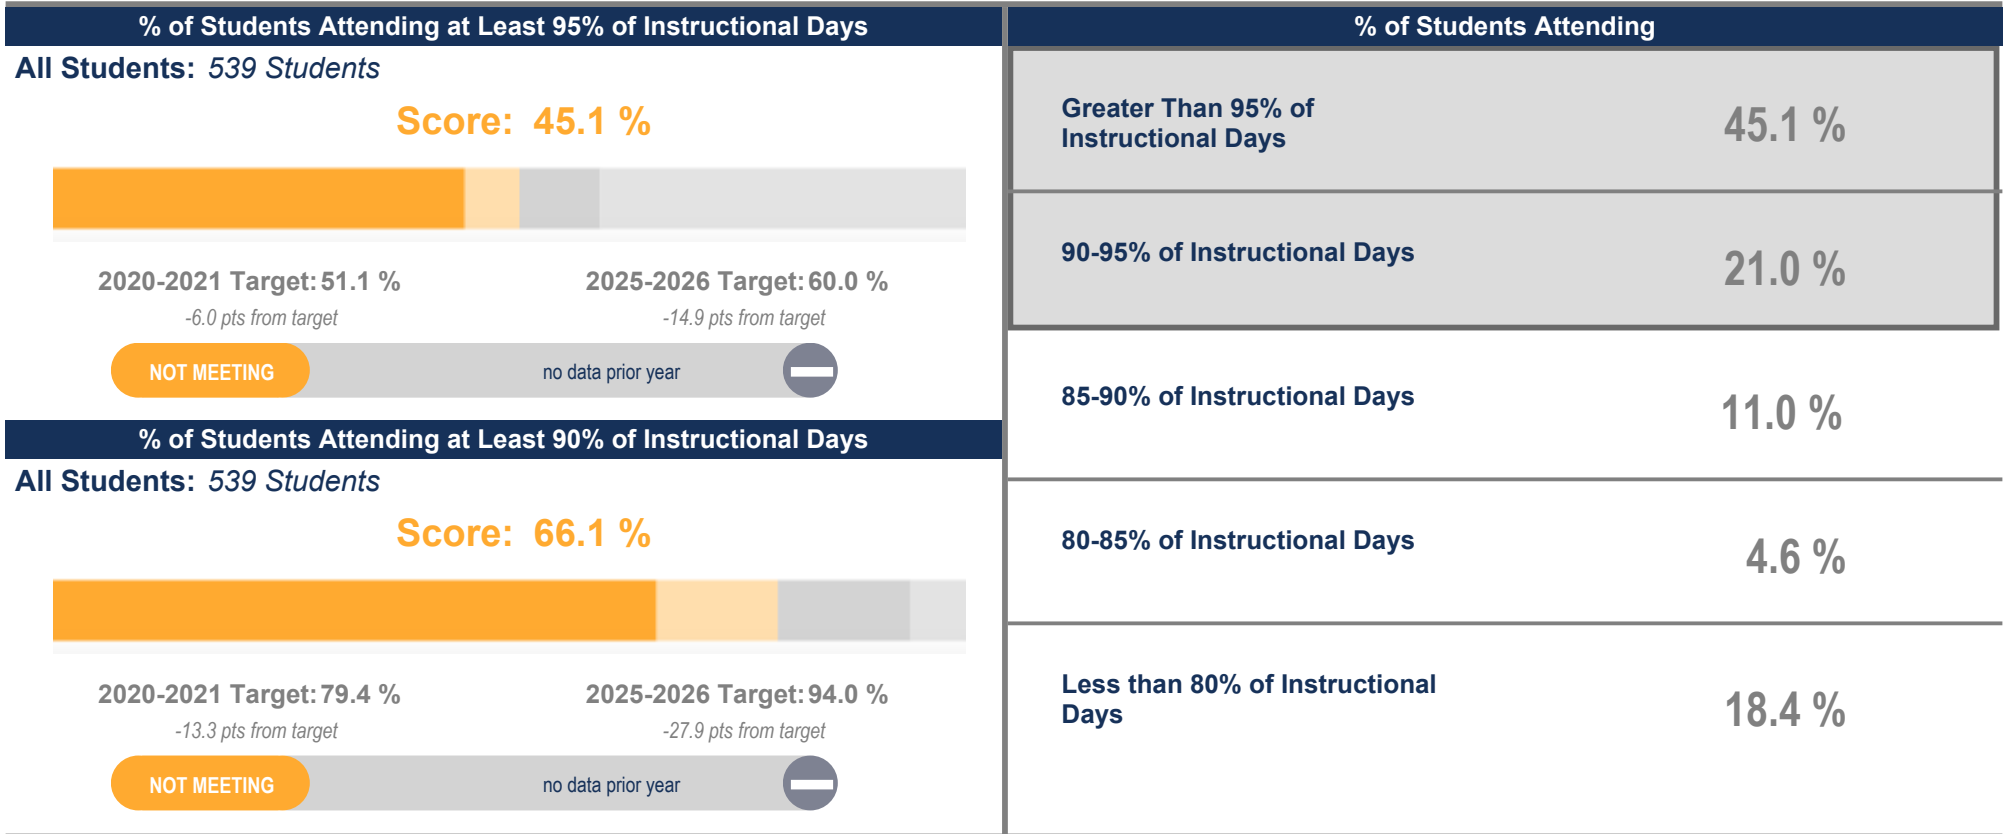 % of Students Attending at Least 95% of Instructional Days
All Students: 539 Students
Score: 45.1 %
2020-2021 Target: 51.1 %
-6.0 pts from target
2025-2026 Target: 60.0 %
-14.9 pts from target
NOT MEETING
no data prior year
% of Students Attending at Least 90% of Instructional Days
All Students: 539 Students
Score: 66.1 %
2020-2021 Target: 79.4 %
-13.3 pts from target
2025-2026 Target: 94.0 %
-27.9 pts from target
NOT MEETING
no data prior year
% of Students Attending
Greater Than 95% of
Instructional Days
45.1 %
90-95% of Instructional Days
21.0 %
85-90% of Instructional Days
11.0 %
80-85% of Instructional Days
4.6 %
Less than 80% of Instructional
Days
18.4 %